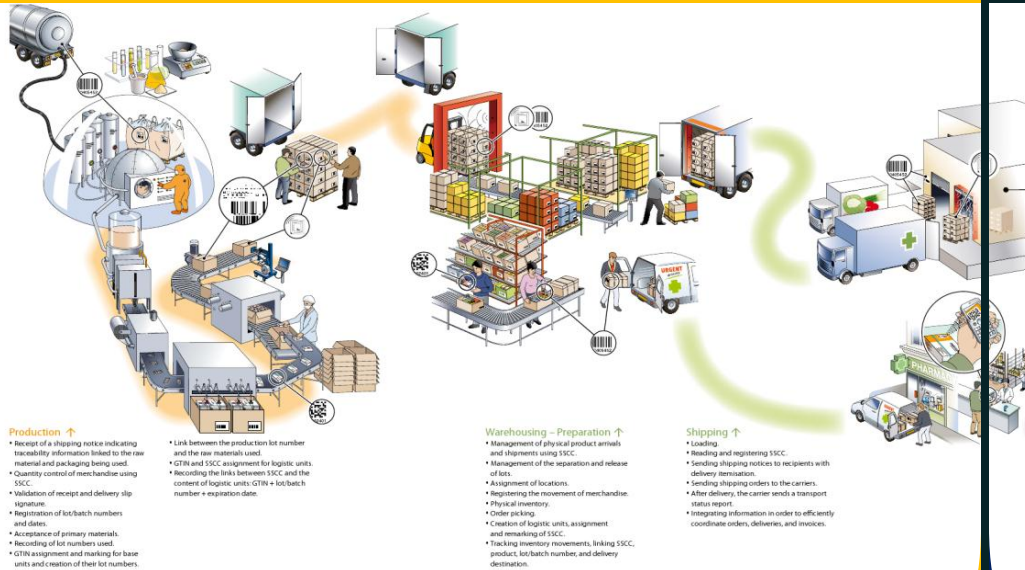 URGENT
PHARMA
Production ↑
• Receipt of a shipping notice indicating
traceability information linked to the raw
material and packaging being used.
• Quantity control of merchandise using
SSCC.
• Validation of receipt and delivery slip
signature.
• Registration of lot/batch numbers
and dates.
• Acceptance of primary materials.
• Recording of lot numbers used.
• GTIN assignment and marking for base
units and creation of their lot numbers.
• Link between the production lot number
and the raw materials used.
• GTIN and SSCC assignment for logistic units.
• Recording the links between SSCC and the
content of logistic units: GTIN + lot/batch
number + expiration date.
Warehousing – Preparation ↑
• Management of physical product arrivals
and shipments using SSCC.
• Management of the separation and release
of lots.
• Assignment of locations.
• Registering the movement of merchandise.
• Physical inventory.
• Order picking.
• Creation of logistic units, assignment
and remarking of SSCC.
• Tracking inventory movements, linking SSCC,
product, lot/batch number, and delivery
destination.
Shipping ↑
• Loading.
• Reading and registering SSCC.
• Sending shipping notices to recipients with
delivery itemisation.
• Sending shipping orders to the carriers.
• After delivery, the carrier sends a transport
status report.
• Integrating information in order to efficiently
coordinate orders, deliveries, and invoices.